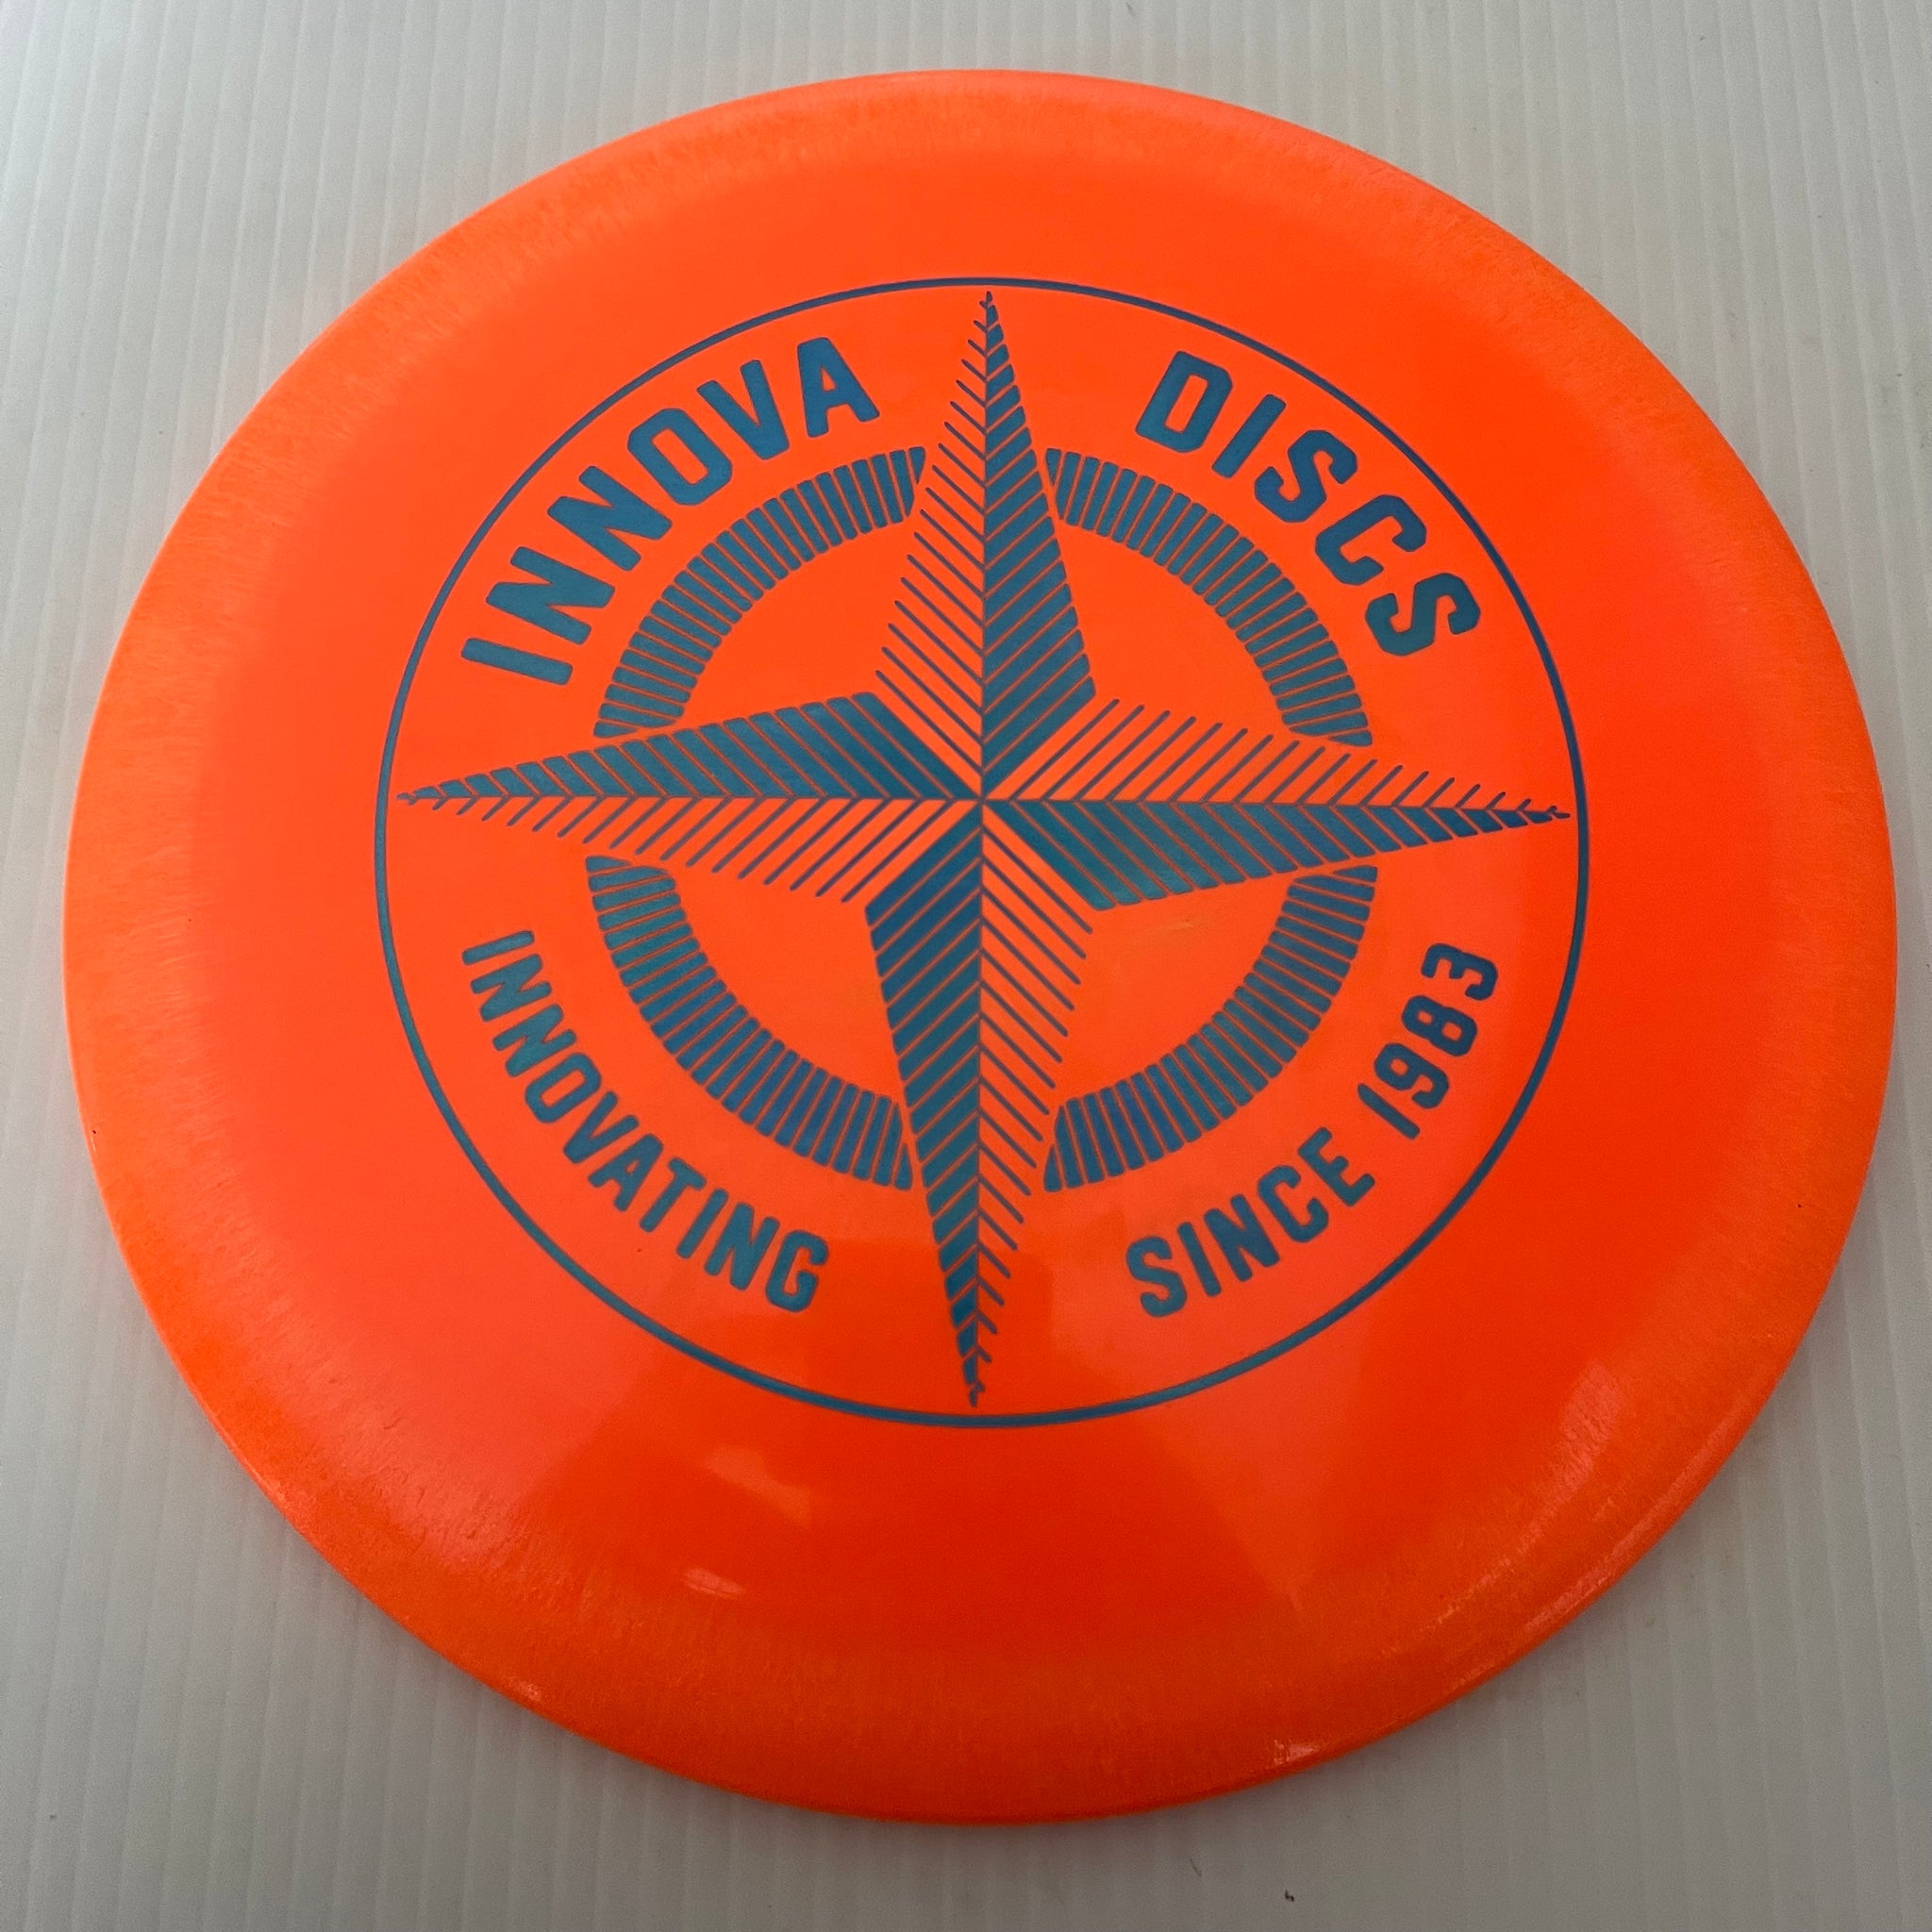 INNOVA DISCS
INNOVATING SINCE 1983